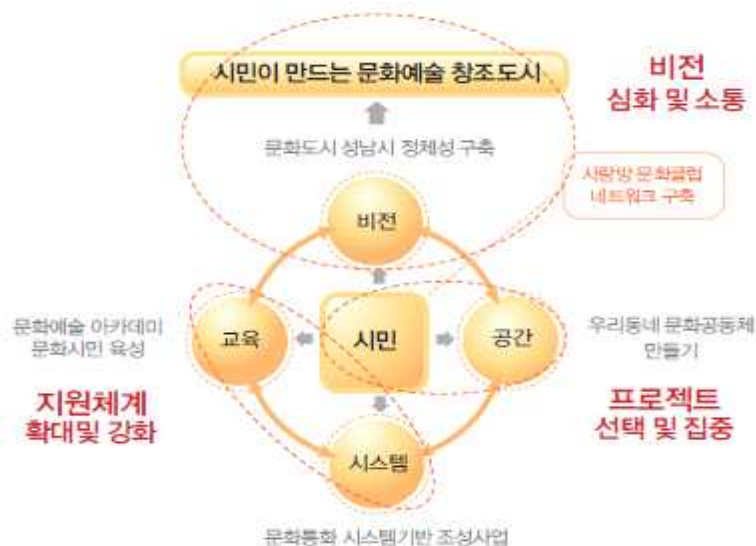 시민이 만드는 문화예술 창조도시
비전
심화 및 소통
문화도시 성남시 정체성 구축
사랑방 문화클럽
네트워크 구축
비전
문화예술 아카데미
문화시민 육성
교육
시민
공간
우리동네 문화공동체
만들기
지원체계
확대및 강화
프로젝트
선택 및 집중
시스템
문화통화 시스템기반 조성사업